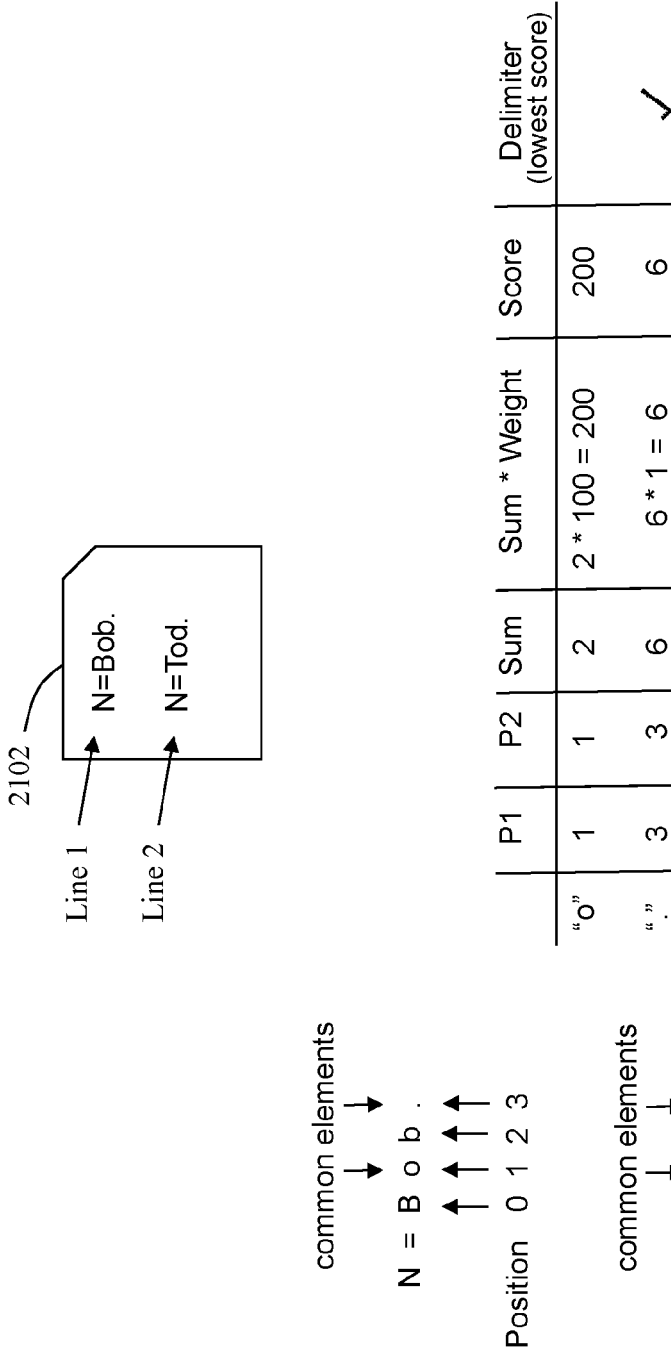 2102
Line 1
N=Bob.
Line 2
N=Tod.
common elements
N = B o b .
Position 0 1 2 3
common elements
P1 P2 Sum Sum * Weight Score Delimiter (lowest score)
"o" 1 1 2 2 * 100 = 200 200
"." 3 3 6 6 * 1 = 6 6 ✓